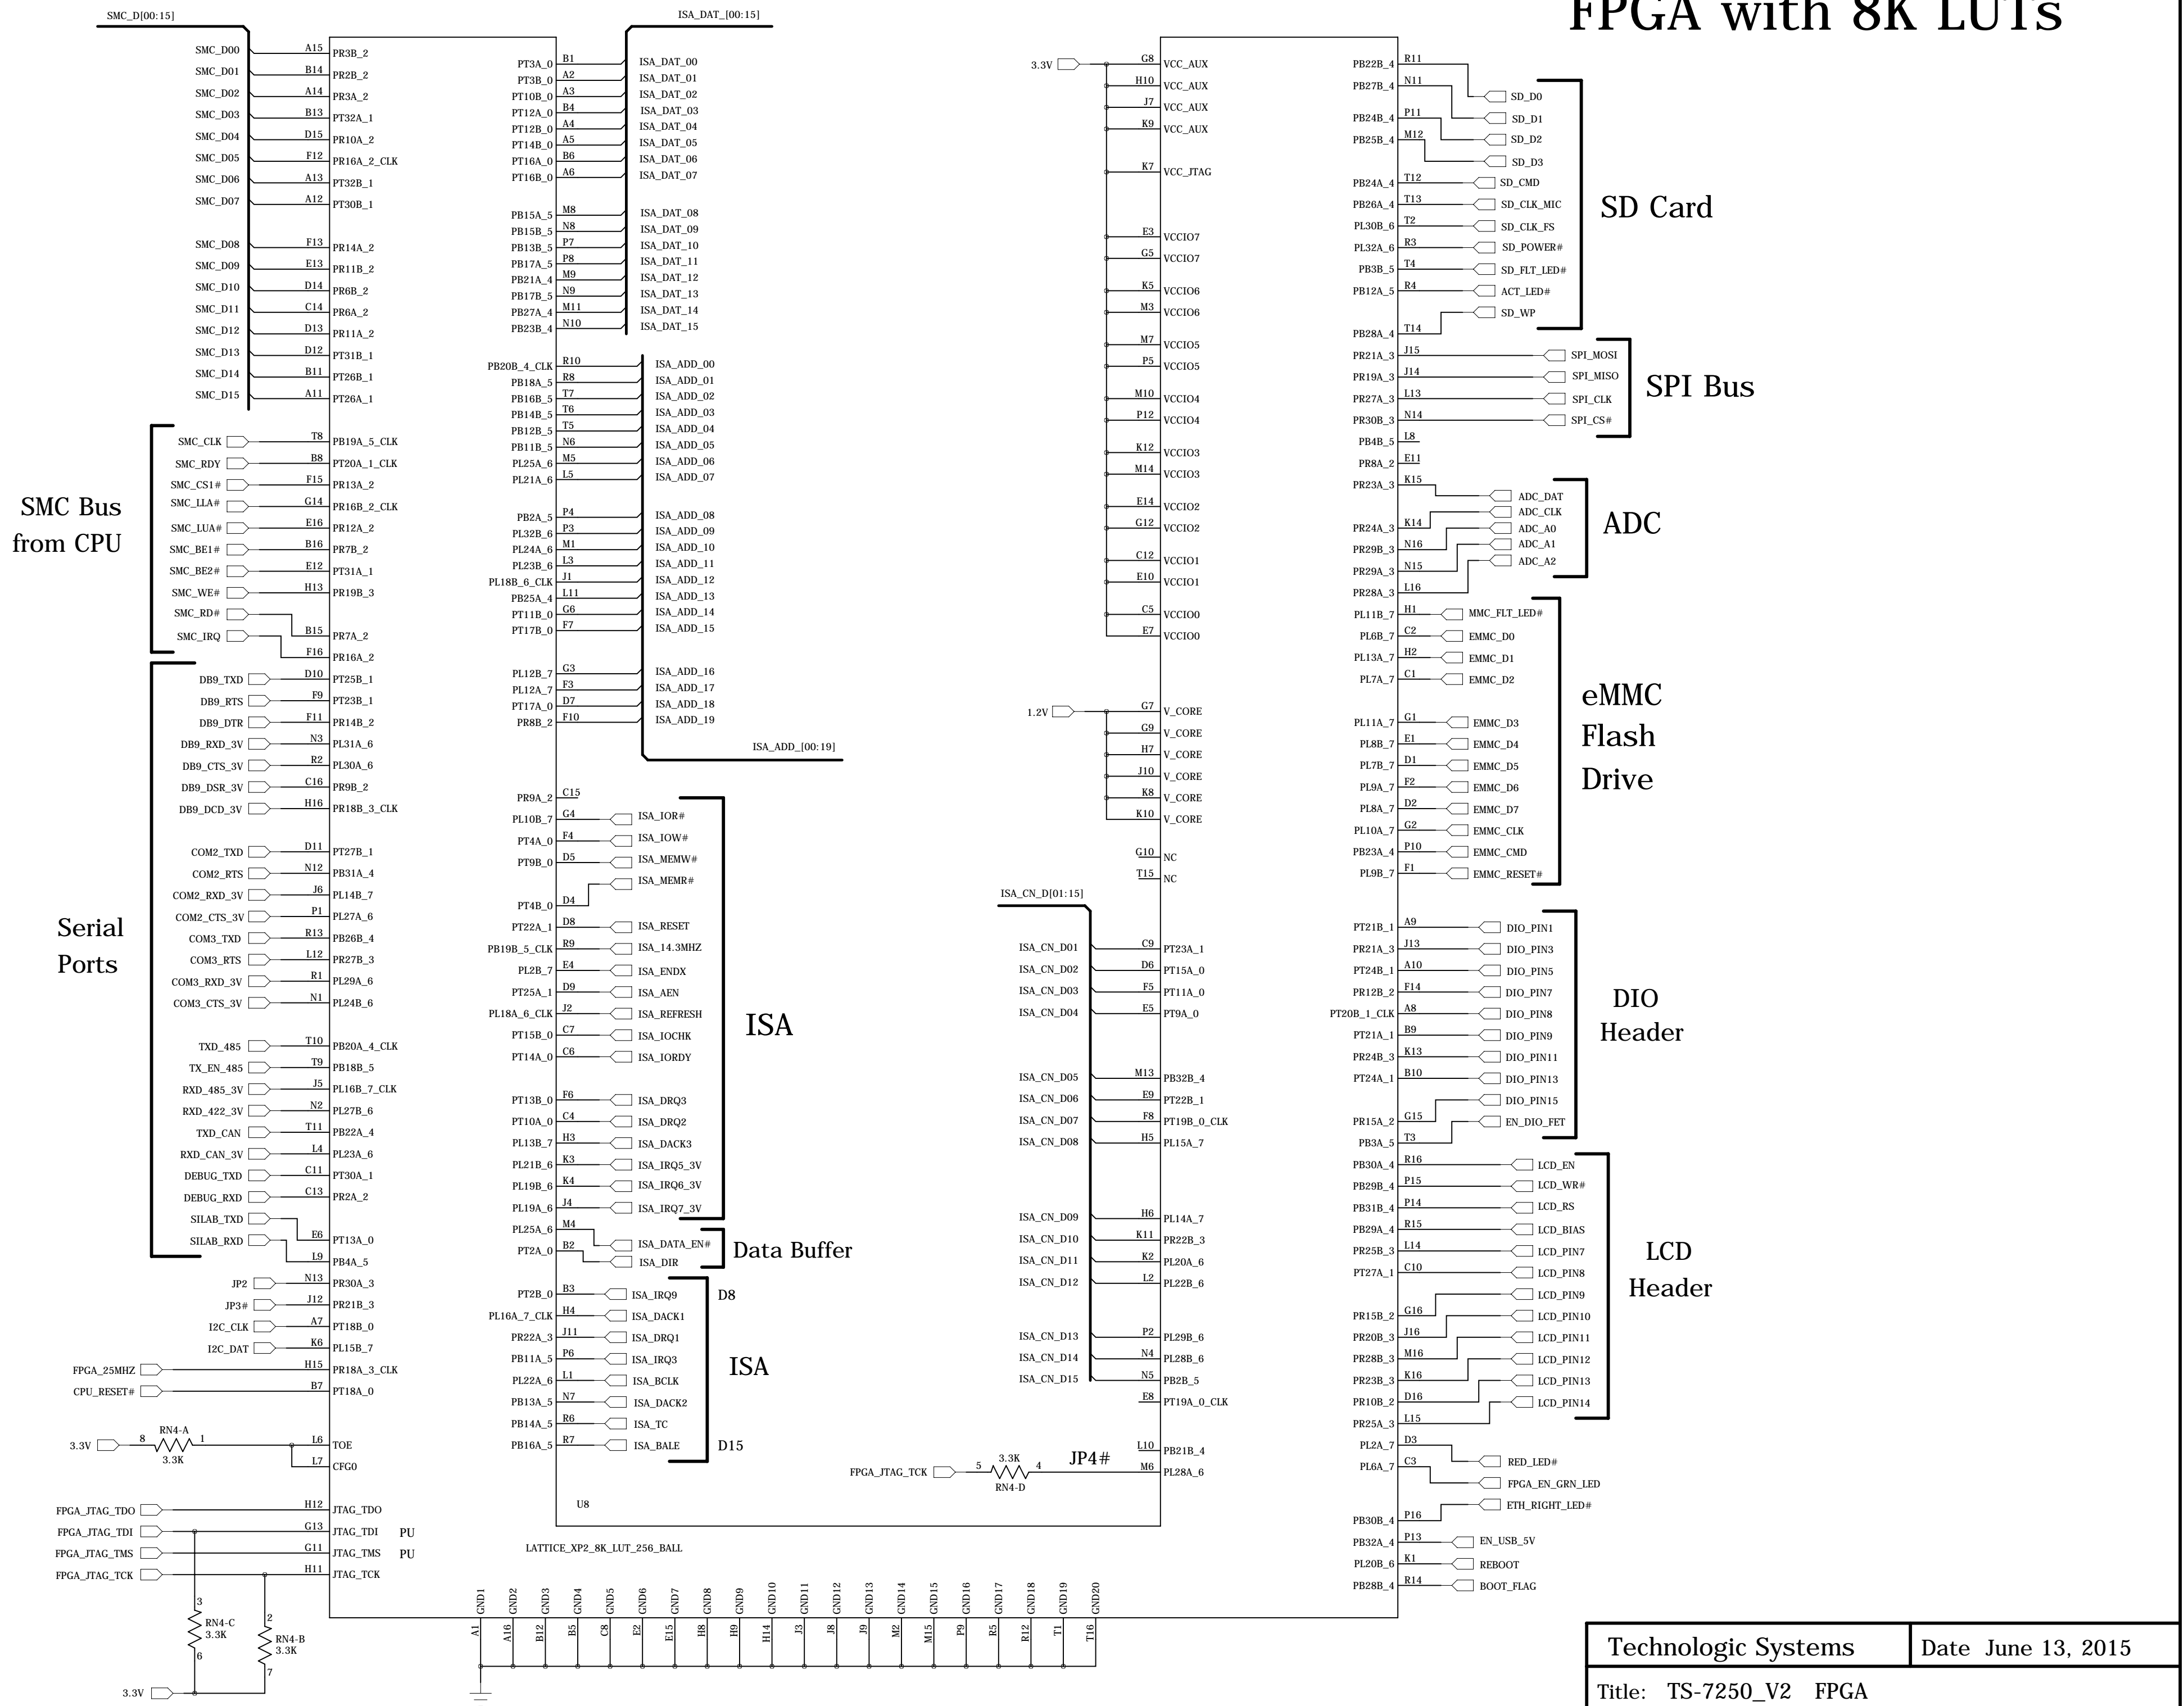 FPGA with 8K LUTs
SMC_D[00:15]
SMC_D00 A15 PR3B_2
SMC_D01 B14 PR2B_2
SMC_D02 A14 PR3A_2
SMC_D03 B13 PT32A_1
SMC_D04 D15 PR10A_2
SMC_D05 F12 PR16A_2_CLK
SMC_D06 A13 PT32B_1
SMC_D07 A12 PT30B_1
SMC_D08 F13 PR14A_2
SMC_D09 E13 PR11B_2
SMC_D10 D14 PR6B_2
SMC_D11 C14 PR6A_2
SMC_D12 D13 PR11A_2
SMC_D13 D12 PT31B_1
SMC_D14 B11 PT26B_1
SMC_D15 A11 PT26A_1
SMC Bus
from CPU
SMC_CLK T8 PB19A_5_CLK
SMC_RDY B8 PT20A_1_CLK
SMC_CS1# F15 PR13A_2
SMC_LLA# G14 PR16B_2_CLK
SMC_LUA# E16 PR12A_2
SMC_BE1# B16 PR7B_2
SMC_BE2# E12 PT31A_1
SMC_WE# H13 PR19B_3
SMC_RD# B15 PR7A_2
SMC_IRQ F16 PR16A_2
Serial
Ports
DB9_TXD D10 PT25B_1
DB9_RTS F9 PT23B_1
DB9_DTR F11 PR14B_2
DB9_RXD_3V N3 PL31A_6
DB9_CTS_3V R2 PL30A_6
DB9_DSR_3V C16 PR9B_2
DB9_DCD_3V H16 PR18B_3_CLK
COM2_TXD D11 PT27B_1
COM2_RTS N12 PB31A_4
COM2_RXD_3V J6 PL14B_7
COM2_CTS_3V P1 PL27A_6
COM3_TXD R13 PB26B_4
COM3_RTS L12 PR27B_3
COM3_RXD_3V R1 PL29A_6
COM3_CTS_3V N1 PL24B_6
TXD_485 T10 PB20A_4_CLK
TX_EN_485 T9 PB18B_5
RXD_485_3V J5 PL16B_7_CLK
RXD_422_3V N2 PL27B_6
TXD_CAN T11 PB22A_4
RXD_CAN_3V L4 PL23A_6
DEBUG_TXD C11 PT30A_1
DEBUG_RXD C13 PR2A_2
SILAB_TXD E6 PT13A_0
SILAB_RXD L9 PB4A_5
JP2 N13 PR30A_3
JP3# J12 PR21B_3
I2C_CLK A7 PT18B_0
I2C_DAT K6 PL15B_7
FPGA_25MHZ H15 PR18A_3_CLK
CPU_RESET# B7 PT18A_0
3.3V 8 RN4-A 1 L6 TOE
3.3K L7 CFG0
FPGA_JTAG_TDO H12 JTAG_TDO
FPGA_JTAG_TDI G13 JTAG_TDI PU
FPGA_JTAG_TMS G11 JTAG_TMS PU
FPGA_JTAG_TCK H11 JTAG_TCK
3 RN4-C 3.3K 6
2 RN4-B 3.3K 7
3.3V
ISA_DAT_[00:15]
PT3A_0 B1 ISA_DAT_00
PT3B_0 A2 ISA_DAT_01
PT10B_0 A3 ISA_DAT_02
PT12A_0 B4 ISA_DAT_03
PT12B_0 A4 ISA_DAT_04
PT14B_0 A5 ISA_DAT_05
PT16A_0 B6 ISA_DAT_06
PT16B_0 A6 ISA_DAT_07
PB15A_5 M8 ISA_DAT_08
PB15B_5 N8 ISA_DAT_09
PB13B_5 P7 ISA_DAT_10
PB17A_5 P8 ISA_DAT_11
PB21A_4 M9 ISA_DAT_12
PB17B_5 N9 ISA_DAT_13
PB27A_4 M11 ISA_DAT_14
PB23B_4 N10 ISA_DAT_15
PB20B_4_CLK R10 ISA_ADD_00
PB18A_5 R8 ISA_ADD_01
PB16B_5 T7 ISA_ADD_02
PB14B_5 T6 ISA_ADD_03
PB12B_5 T5 ISA_ADD_04
PB11B_5 N6 ISA_ADD_05
PL25A_6 M5 ISA_ADD_06
PL21A_6 L5 ISA_ADD_07
PB2A_5 P4 ISA_ADD_08
PL32B_6 P3 ISA_ADD_09
PL24A_6 M1 ISA_ADD_10
PL23B_6 L3 ISA_ADD_11
PL18B_6_CLK J1 ISA_ADD_12
PB25A_4 L11 ISA_ADD_13
PT11B_0 G6 ISA_ADD_14
PT17B_0 F7 ISA_ADD_15
PL12B_7 G3 ISA_ADD_16
PL12A_7 F3 ISA_ADD_17
PT17A_0 D7 ISA_ADD_18
PR8B_2 F10 ISA_ADD_19
ISA_ADD_[00:19]
PR9A_2 C15
PL10B_7 G4 ISA_IOR#
PT4A_0 F4 ISA_IOW#
PT9B_0 D5 ISA_MEMW#
PT4B_0 D4 ISA_MEMR#
PT22A_1 D8 ISA_RESET
PB19B_5_CLK R9 ISA_14.3MHZ
PL2B_7 E4 ISA_ENDX
PT25A_1 D9 ISA_AEN
PL18A_6_CLK J2 ISA_REFRESH
PT15B_0 C7 ISA_IOCHK
PT14A_0 C6 ISA_IORDY
PT13B_0 F6 ISA_DRQ3
PT10A_0 C4 ISA_DRQ2
PL13B_7 H3 ISA_DACK3
PL21B_6 K3 ISA_IRQ5_3V
PL19B_6 K4 ISA_IRQ6_3V
PL19A_6 J4 ISA_IRQ7_3V
ISA
PL25A_6 M4 ISA_DATA_EN#
PT2A_0 B2 ISA_DIR
Data Buffer
PT2B_0 B3 ISA_IRQ9 D8
PL16A_7_CLK H4 ISA_DACK1
PR22A_3 J11 ISA_DRQ1
PB11A_5 P6 ISA_IRQ3
PL22A_6 L1 ISA_BCLK
PB13A_5 N7 ISA_DACK2
PB14A_5 R6 ISA_TC
PB16A_5 R7 ISA_BALE D15
ISA
U8
LATTICE_XP2_8K_LUT_256_BALL
GND1 A1
GND2 A16
GND3 B12
GND4 B5
GND5 C8
GND6 E2
GND7 E15
GND8 H8
GND9 H9
GND10 H14
GND11 J3
GND12 J8
GND13 J9
GND14 M2
GND15 M15
GND16 P9
GND17 R5
GND18 R12
GND19 T1
GND20 T16
3.3V G8 VCC_AUX
H10 VCC_AUX
J7 VCC_AUX
K9 VCC_AUX
K7 VCC_JTAG
E3 VCCIO7
G5 VCCIO7
K5 VCCIO6
M3 VCCIO6
M7 VCCIO5
P5 VCCIO5
M10 VCCIO4
P12 VCCIO4
K12 VCCIO3
M14 VCCIO3
E14 VCCIO2
G12 VCCIO2
C12 VCCIO1
E10 VCCIO1
C5 VCCIO0
E7 VCCIO0
1.2V G7 V_CORE
G9 V_CORE
H7 V_CORE
J10 V_CORE
K8 V_CORE
K10 V_CORE
G10 NC
T15 NC
ISA_CN_D[01:15]
ISA_CN_D01 C9 PT23A_1
ISA_CN_D02 D6 PT15A_0
ISA_CN_D03 F5 PT11A_0
ISA_CN_D04 E5 PT9A_0
ISA_CN_D05 M13 PB32B_4
ISA_CN_D06 E9 PT22B_1
ISA_CN_D07 F8 PT19B_0_CLK
ISA_CN_D08 H5 PL15A_7
ISA_CN_D09 H6 PL14A_7
ISA_CN_D10 K11 PR22B_3
ISA_CN_D11 K2 PL20A_6
ISA_CN_D12 L2 PL22B_6
ISA_CN_D13 P2 PL29B_6
ISA_CN_D14 N4 PL28B_6
ISA_CN_D15 N5 PB2B_5
E8 PT19A_0_CLK
L10 PB21B_4
FPGA_JTAG_TCK 5 3.3K RN4-D 4 JP4# M6 PL28A_6
PB22B_4 R11 SD_D0
PB27B_4 N11 SD_D1
PB24B_4 P11 SD_D2
PB25B_4 M12 SD_D3
PB24A_4 T12 SD_CMD
PB26A_4 T13 SD_CLK_MIC
PL30B_6 T2 SD_CLK_FS
PL32A_6 R3 SD_POWER#
PB3B_5 T4 SD_FLT_LED#
PB12A_5 R4 ACT_LED#
PB28A_4 T14 SD_WP
SD Card
PR21A_3 J15 SPI_MOSI
PR19A_3 J14 SPI_MISO
PR27A_3 L13 SPI_CLK
PR30B_3 N14 SPI_CS#
SPI Bus
PB4B_5 L8
PR8A_2 E11
PR23A_3 K15 ADC_DAT
PR24A_3 K14 ADC_CLK
PR29B_3 N16 ADC_A0
PR29A_3 N15 ADC_A1
PR28A_3 L16 ADC_A2
ADC
PL11B_7 H1 MMC_FLT_LED#
PL6B_7 C2 EMMC_D0
PL13A_7 H2 EMMC_D1
PL7A_7 C1 EMMC_D2
PL11A_7 G1 EMMC_D3
PL8B_7 E1 EMMC_D4
PL7B_7 D1 EMMC_D5
PL9A_7 F2 EMMC_D6
PL8A_7 D2 EMMC_D7
PL10A_7 G2 EMMC_CLK
PB23A_4 P10 EMMC_CMD
PL9B_7 F1 EMMC_RESET#
eMMC
Flash
Drive
PT21B_1 A9 DIO_PIN1
PR21A_3 J13 DIO_PIN3
PT24B_1 A10 DIO_PIN5
PR12B_2 F14 DIO_PIN7
PT20B_1_CLK A8 DIO_PIN8
PT21A_1 B9 DIO_PIN9
PR24B_3 K13 DIO_PIN11
PT24A_1 B10 DIO_PIN13
PR15A_2 G15 DIO_PIN15
PB3A_5 T3 EN_DIO_FET
DIO
Header
PB30A_4 R16 LCD_EN
PB29B_4 P15 LCD_WR#
PB31B_4 P14 LCD_RS
PB29A_4 R15 LCD_BIAS
PR25B_3 L14 LCD_PIN7
PT27A_1 C10 LCD_PIN8
PR15B_2 G16 LCD_PIN9
PR20B_3 J16 LCD_PIN10
PR28B_3 M16 LCD_PIN11
PR23B_3 K16 LCD_PIN12
PR10B_2 D16 LCD_PIN13
PR25A_3 L15 LCD_PIN14
LCD
Header
PL2A_7 D3 RED_LED#
PL6A_7 C3 FPGA_EN_GRN_LED
PB30B_4 P16 ETH_RIGHT_LED#
PB32A_4 P13 EN_USB_5V
PL20B_6 K1 REBOOT
PB28B_4 R14 BOOT_FLAG
Technologic Systems Date June 13, 2015
Title: TS-7250_V2 FPGA